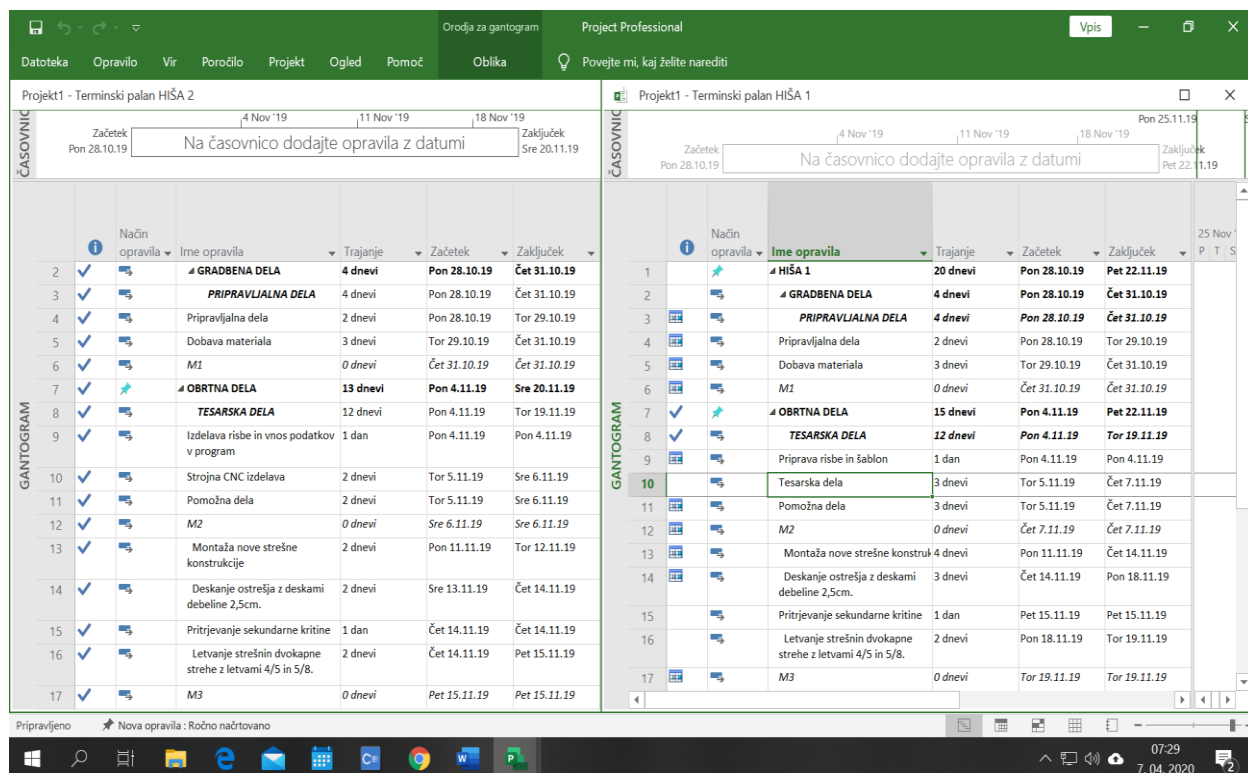 Orodja za gantogram
Project Professional
Vpis
Datoteka Opravilo Vir Poročilo Projekt Ogled Pomoč Oblika Povejte mi, kaj želite narediti
Projekt1 - Terminski palan HIŠA 2
ČASOVNIC
4 Nov '19 11 Nov '19 18 Nov '19
Začetek
Pon 28.10.19
Na časovnico dodajte opravila z datumi
Zaključek
Sre 20.11.19
GANTOGRAM
Način
opravila Ime opravila Trajanje Začetek Zaključek
2 GRADBENA DELA 4 dnevi Pon 28.10.19 Čet 31.10.19
3 PRIPRAVLJALNA DELA 4 dnevi Pon 28.10.19 Čet 31.10.19
4 Pripravljalna dela 2 dnevi Pon 28.10.19 Tor 29.10.19
5 Dobava materiala 3 dnevi Tor 29.10.19 Čet 31.10.19
6 M1 0 dnevi Čet 31.10.19 Čet 31.10.19
7 OBRTNA DELA 13 dnevi Pon 4.11.19 Sre 20.11.19
8 TESARSKA DELA 12 dnevi Pon 4.11.19 Tor 19.11.19
9 Izdelava risbe in vnos podatkov 1 dan Pon 4.11.19 Pon 4.11.19
v program
10 Strojna CNC izdelava 2 dnevi Tor 5.11.19 Sre 6.11.19
11 Pomožna dela 2 dnevi Tor 5.11.19 Sre 6.11.19
12 M2 0 dnevi Sre 6.11.19 Sre 6.11.19
13 Montaža nove strešne 2 dnevi Pon 11.11.19 Tor 12.11.19
konstrukcije
14 Deskanje ostrešja z deskami 2 dnevi Sre 13.11.19 Čet 14.11.19
debeline 2,5cm.
15 Pritrjevanje sekundarne kritine 1 dan Čet 14.11.19 Čet 14.11.19
16 Letvanje strešnin dvokapne 2 dnevi Čet 14.11.19 Pet 15.11.19
strehe z letvami 4/5 in 5/8.
17 M3 0 dnevi Pet 15.11.19 Pet 15.11.19
Projekt1 - Terminski palan HIŠA 1
ČASOVNIC
Pon 25.11.19
4 Nov '19 11 Nov '19 18 Nov '19
Začetek
Pon 28.10.19
Na časovnico dodajte opravila z datumi
Zaključek
Pet 22.11.19
GANTOGRAM
25 Nov '
Način
opravila Ime opravila Trajanje Začetek Zaključek P T S
1 HIŠA 1 20 dnevi Pon 28.10.19 Pet 22.11.19
2 GRADBENA DELA 4 dnevi Pon 28.10.19 Čet 31.10.19
3 PRIPRAVLJALNA DELA 4 dnevi Pon 28.10.19 Čet 31.10.19
4 Pripravljalna dela 2 dnevi Pon 28.10.19 Tor 29.10.19
5 Dobava materiala 3 dnevi Tor 29.10.19 Čet 31.10.19
6 M1 0 dnevi Čet 31.10.19 Čet 31.10.19
7 OBRTNA DELA 15 dnevi Pon 4.11.19 Pet 22.11.19
8 TESARSKA DELA 12 dnevi Pon 4.11.19 Tor 19.11.19
9 Priprava risbe in šablon 1 dan Pon 4.11.19 Pon 4.11.19
10 Tesarska dela 3 dnevi Tor 5.11.19 Čet 7.11.19
11 Pomožna dela 3 dnevi Tor 5.11.19 Čet 7.11.19
12 M2 0 dnevi Čet 7.11.19 Čet 7.11.19
13 Montaža nove strešne konstruk 4 dnevi Pon 11.11.19 Čet 14.11.19
14 Deskanje ostrešja z deskami 3 dnevi Čet 14.11.19 Pon 18.11.19
debeline 2,5cm.
15 Pritrjevanje sekundarne kritine 1 dan Pet 15.11.19 Pet 15.11.19
16 Letvanje strešnin dvokapne 2 dnevi Pon 18.11.19 Tor 19.11.19
strehe z letvami 4/5 in 5/8.
17 M3 0 dnevi Tor 19.11.19 Tor 19.11.19
Pripravljeno Nova opravila : Ročno načrtovano
07:29
7. 04. 2020
2